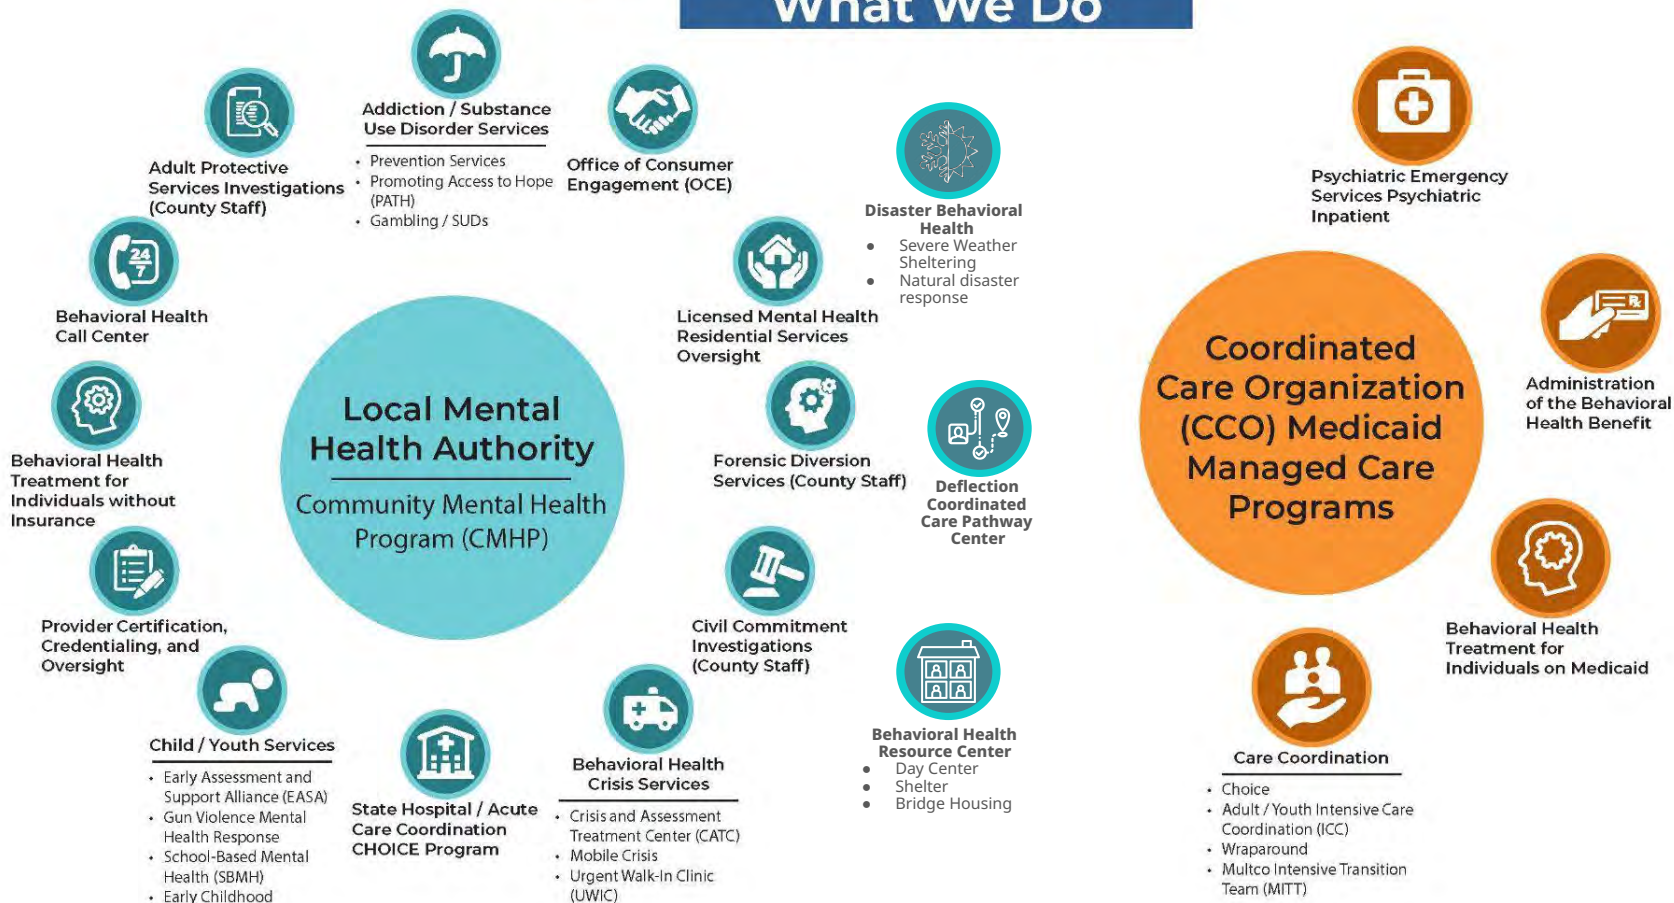 What We Do
Addiction / Substance
Use Disorder Services
• Prevention Services
• Promoting Access to Hope
(PATH)
• Gambling / SUDs
Adult Protective
Services Investigations
(County Staff)
Office of Consumer
Engagement (OCE)
24
7
Behavioral Health
Call Center
Licensed Mental Health
Residential Services
Oversight
Behavioral Health
Treatment for
Individuals without
Insurance
Local Mental
Health Authority
Community Mental Health
Program (CMHP)
Forensic Diversion
Services (County Staff)
Provider Certification,
Credentialing, and
Oversight
Civil Commitment
Investigations
(County Staff)
Child / Youth Services
• Early Assessment and
Support Alliance (EASA)
• Gun Violence Mental
Health Response
• School-Based Mental
Health (SBMH)
• Early Childhood
State Hospital / Acute
Care Coordination
CHOICE Program
Behavioral Health
Crisis Services
• Crisis and Assessment
Treatment Center (CATC)
• Mobile Crisis
• Urgent Walk-In Clinic
(UWIC)
Disaster Behavioral
Health
● Severe Weather
Sheltering
● Natural disaster
response
Deflection
Coordinated
Care Pathway
Center
Behavioral Health
Resource Center
● Day Center
● Shelter
● Bridge Housing
Psychiatric Emergency
Services Psychiatric
Inpatient
Coordinated
Care Organization
(CCO) Medicaid
Managed Care
Programs
Rx
Administration
of the Behavioral
Health Benefit
Behavioral Health
Treatment for
Individuals on Medicaid
Care Coordination
• Choice
• Adult / Youth Intensive Care
Coordination (ICC)
• Wraparound
• Multco Intensive Transition
Team (MITT)